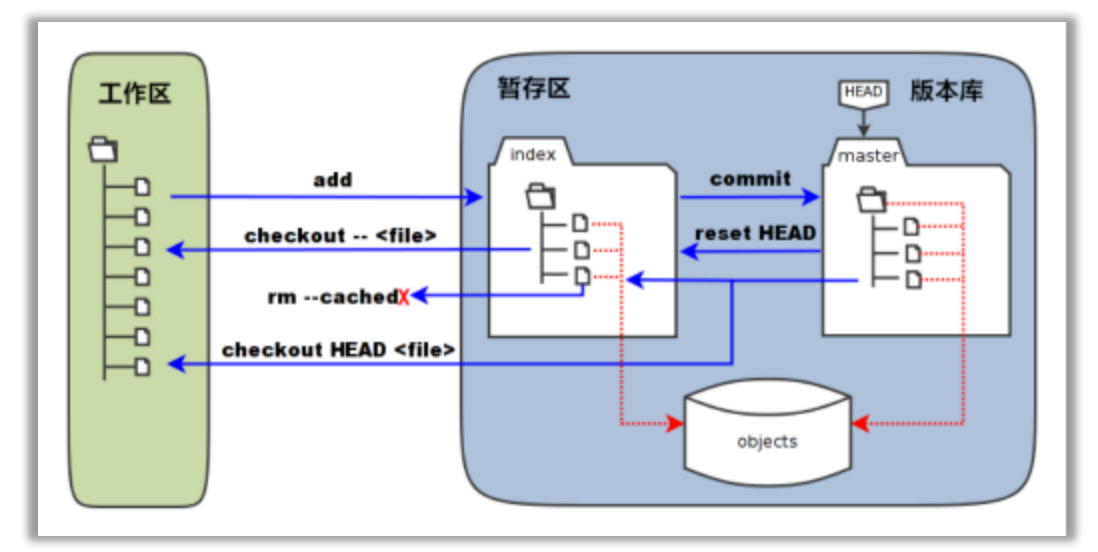 工作区
暂存区
HEAD
版本库
index
master
add
commit
checkout -- <file>
reset HEAD
rm --cachedX
checkout HEAD <file>
objects